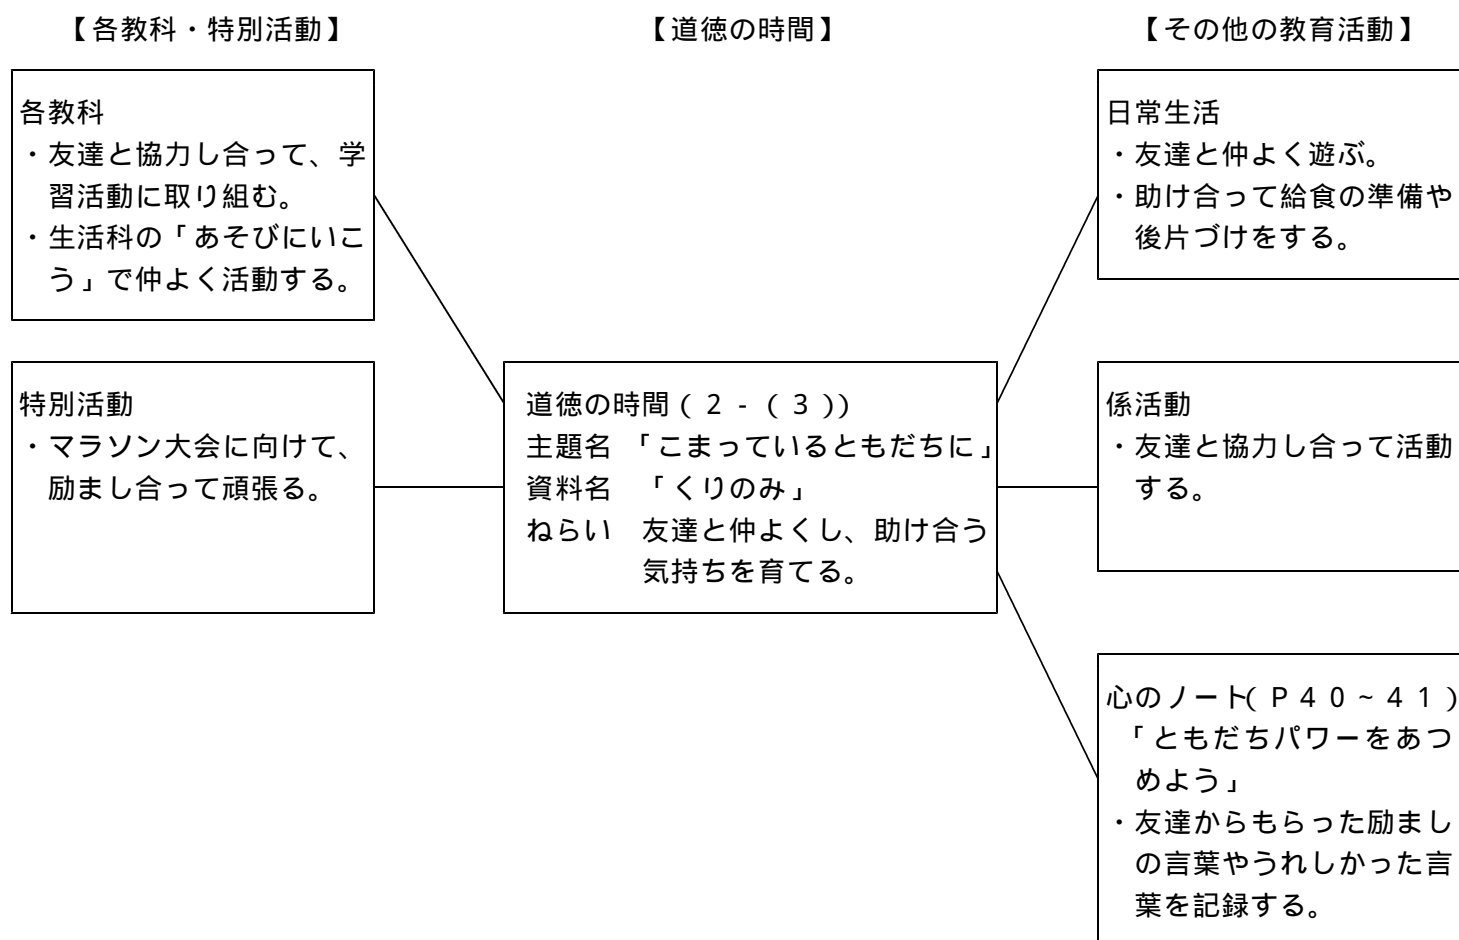 【各教科・特別活動】
各教科
・友達と協力し合って、学
習活動に取り組む。
・生活科の「あそびにいこ
う」で仲よく活動する。
特別活動
・マラソン大会に向けて、
励まし合って頑張る。
【道徳の時間】
道徳の時間(2-(3))
主題名 「こまっているともだちに」
資料名 「くりのみ」
ねらい 友達と仲よくし、助け合う
気持ちを育てる。
【その他の教育活動】
日常生活
・友達と仲よく遊ぶ。
・助け合って給食の準備や
後片づけをする。
係活動
・友達と協力し合って活動
する。
心のノート(P40~41)
「ともだちパワーをあつ
めよう」
・友達からもらった励まし
の言葉やうれしかった言
葉を記録する。